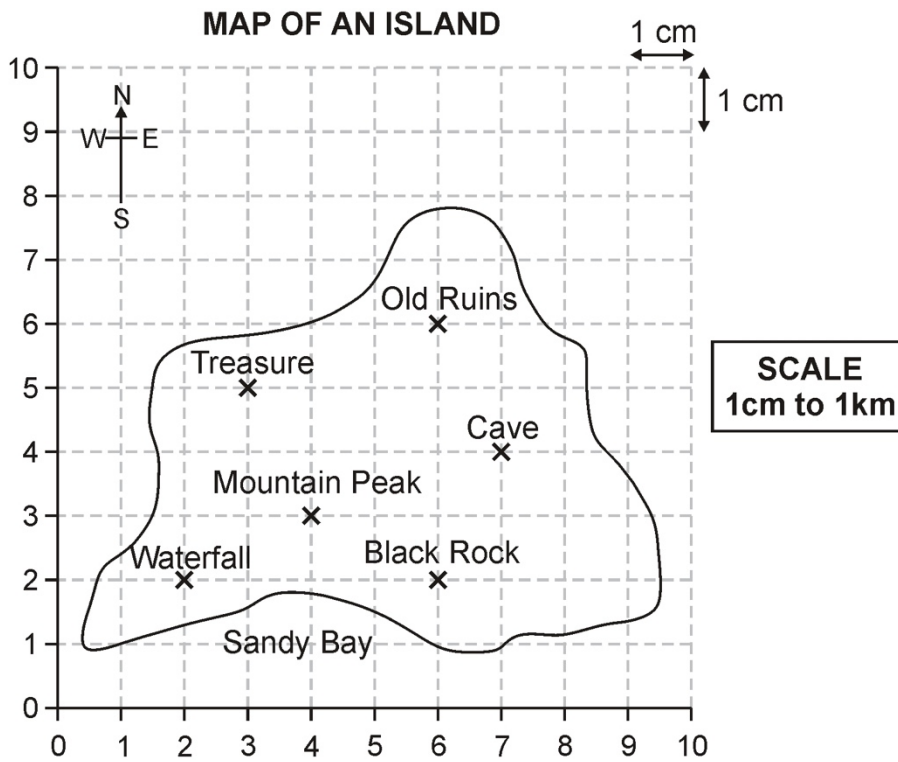 MAP OF AN ISLAND
1 cm
10
N
1 cm
9
W E
8
S
7
Old Ruins
6
Treasure
SCALE
1cm to 1km
5
Cave
4
Mountain Peak
3
Waterfall
Black Rock
2
Sandy Bay
1
0
0 1 2 3 4 5 6 7 8 9 10